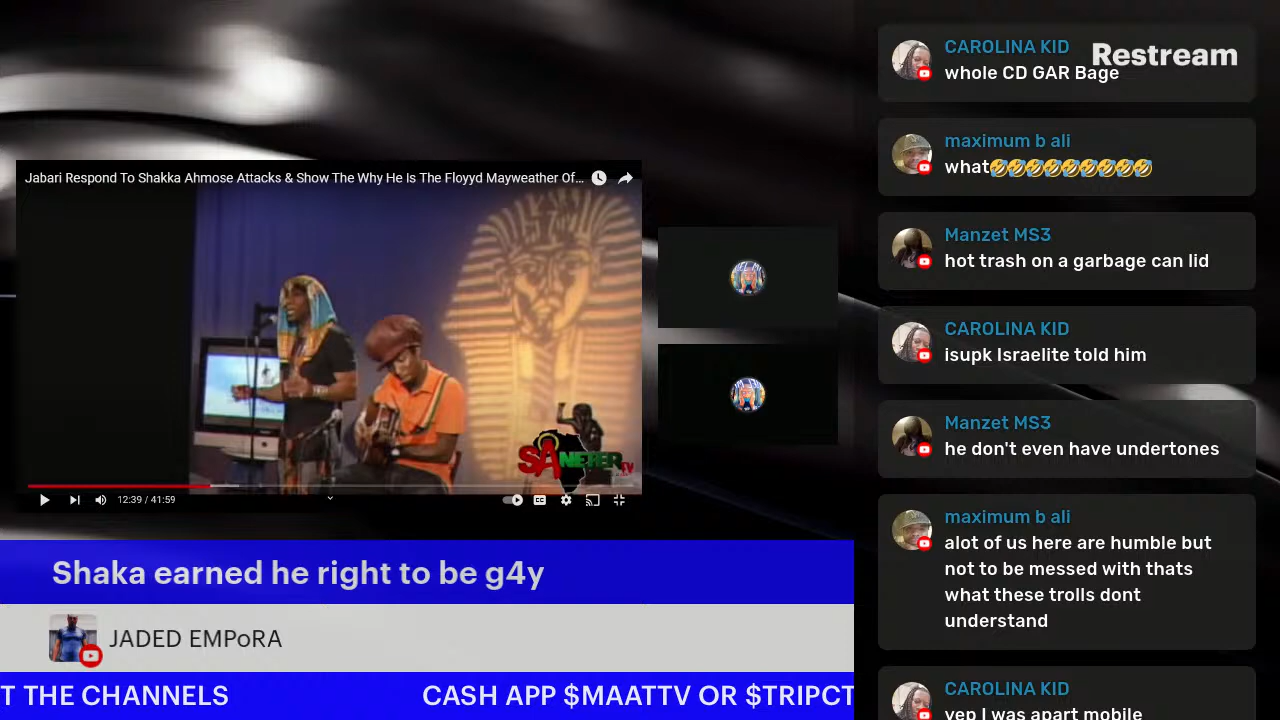 Jabari Respond To Shakka Ahmose Attacks & Show The Why He Is The Floyyd Mayweather Of...
SANETER TV
12:39 / 41:59
CC
Shaka earned he right to be g4y
JADED EMPoRA
T THE CHANNELS
CASH APP $MAATTV OR $TRIPCT
Restream
CAROLINA KID
whole CD GAR Bage
maximum b ali
what🤣🤣🤣🤣🤣🤣🤣🤣🤣
Manzet MS3
hot trash on a garbage can lid
CAROLINA KID
isupk Israelite told him
Manzet MS3
he don't even have undertones
maximum b ali
alot of us here are humble but
not to be messed with thats
what these trolls dont
understand
CAROLINA KID
yep I was apart mobile